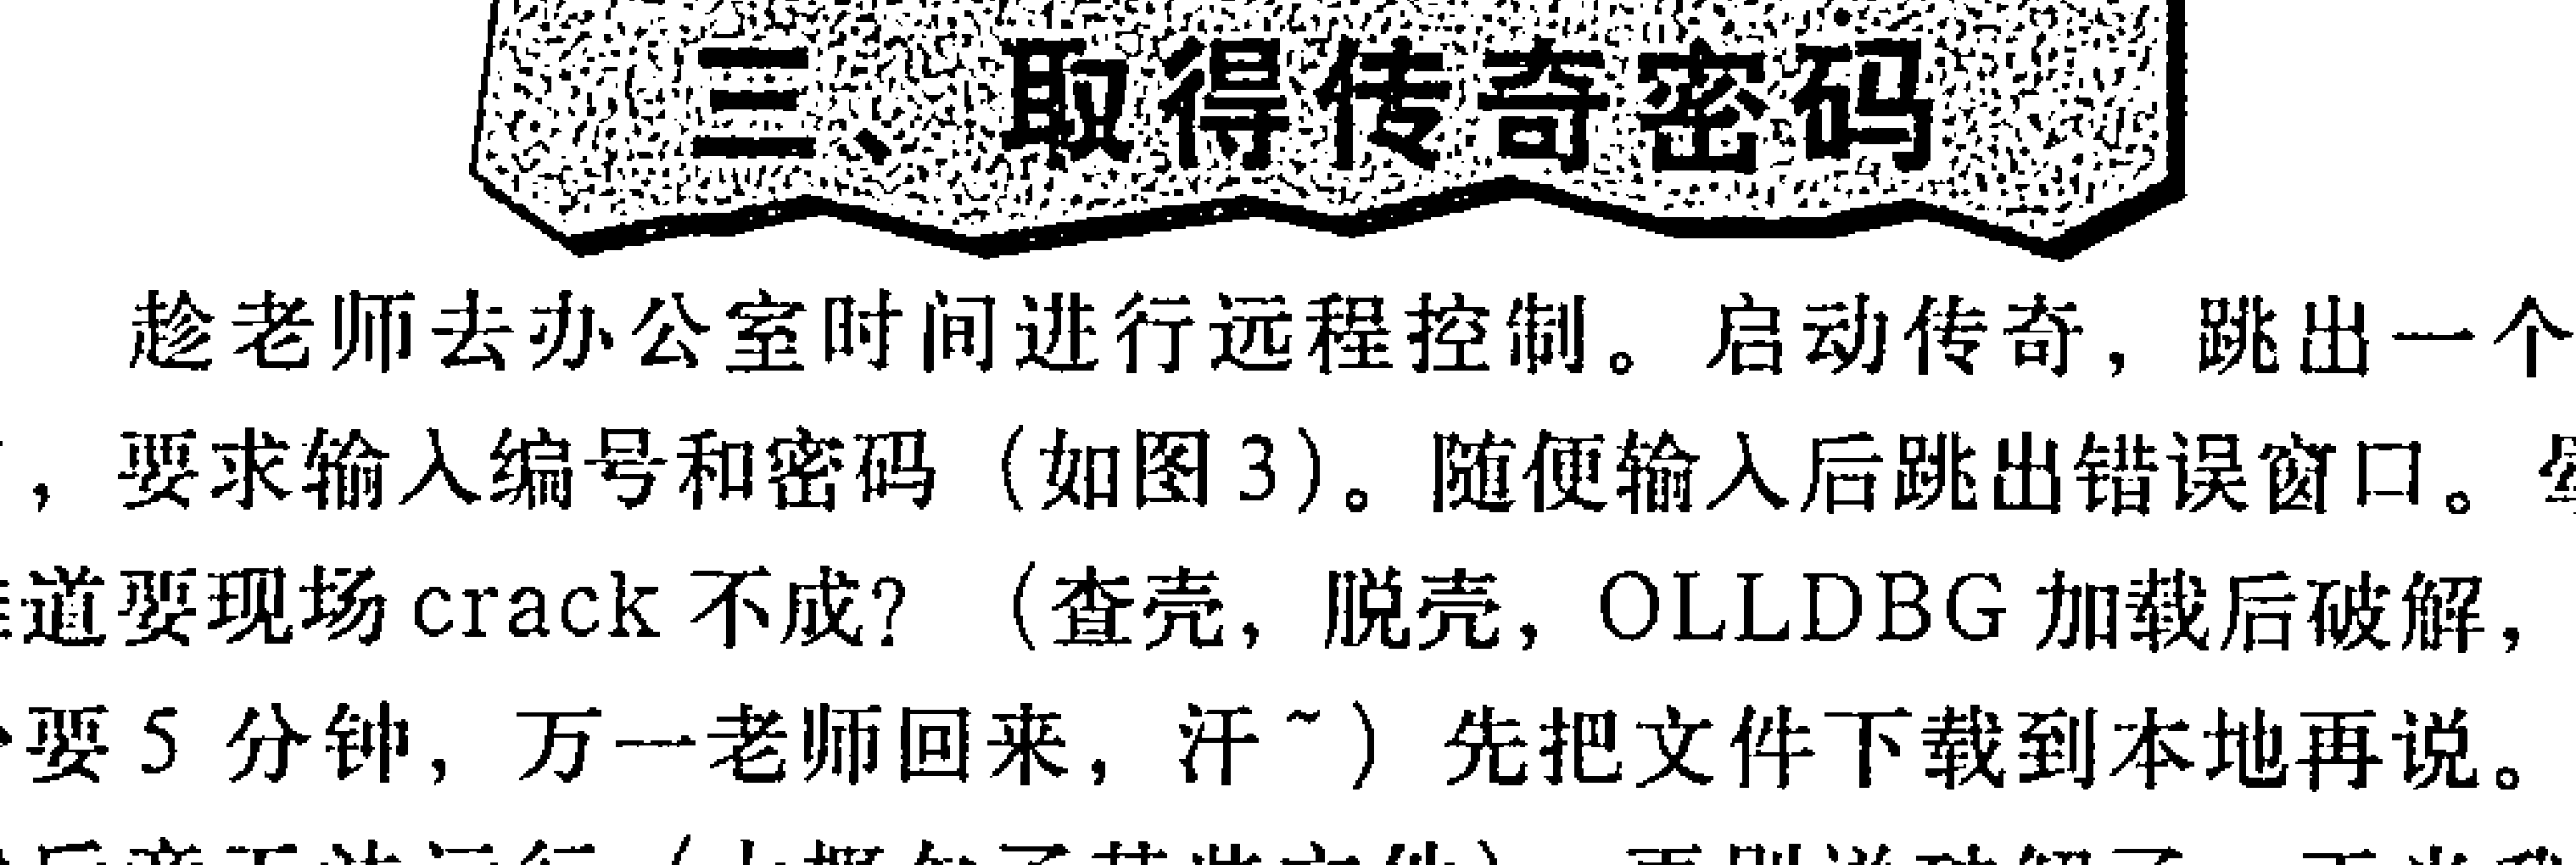 三、取得传奇密码
趁老师去办公室时间进行远程控制。启动传奇，跳出一个
，要求输入编号和密码（如图3）。随便输入后跳出错误窗口。
道要现场crack不成？（查壳，脱壳，OLLDBG加载后破解，
要5分钟，万一老师回来，汗~）先把文件下载到本地再说。